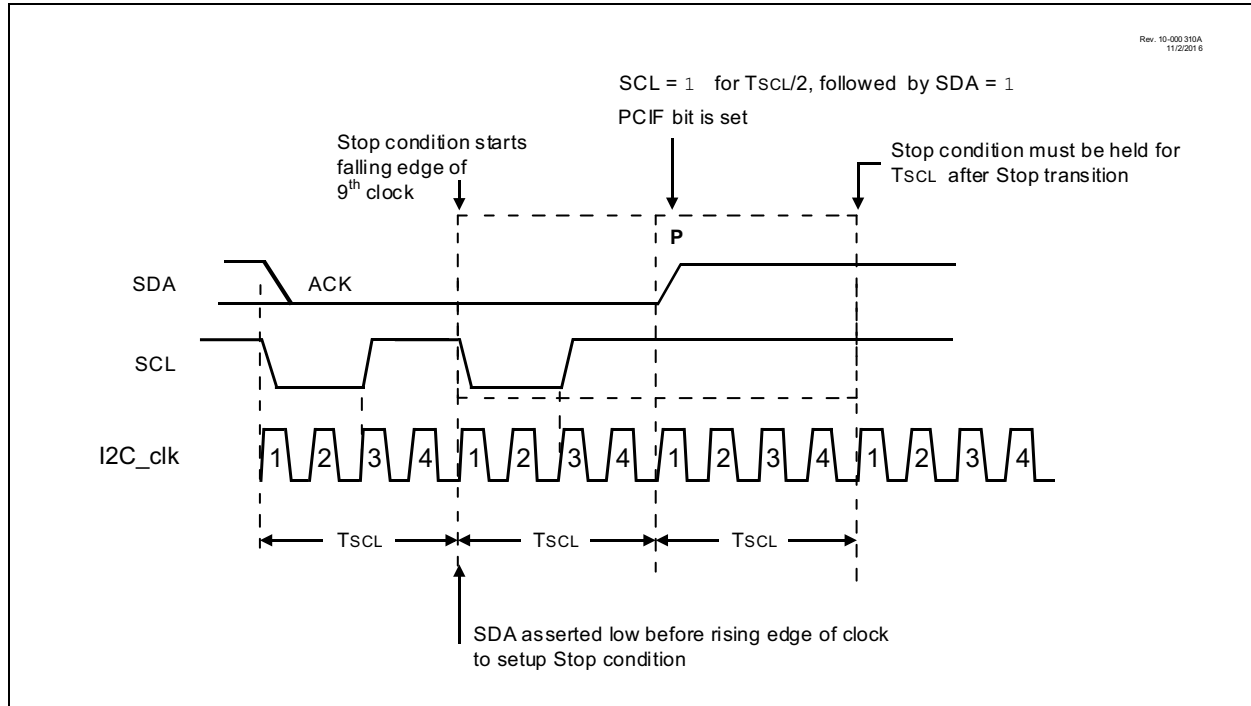 Rev. 10-000310A
11/2/2016
SCL = 1 for TSCL/2, followed by SDA = 1
PCIF bit is set
Stop condition starts
falling edge of
9th clock
Stop condition must be held for
TSCL after Stop transition
P
SDA
ACK
SCL
I2C_clk
1 2 3 4 1 2 3 4 1 2 3 4 1 2 3 4
TSCL TSCL TSCL
SDA asserted low before rising edge of clock
to setup Stop condition